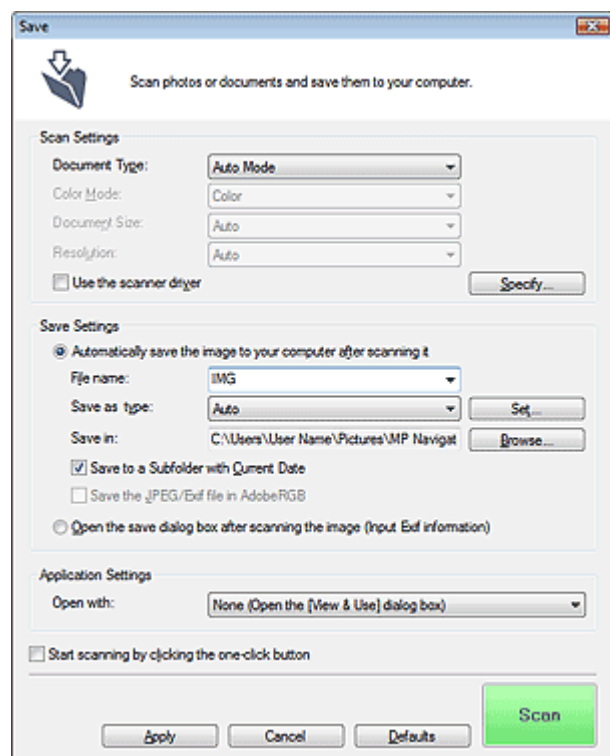 Save
Scan photos or documents and save them to your computer.
Scan Settings
Document Type: Auto Mode
Color Mode: Color
Document Size: Auto
Resolution: Auto
Use the scanner driver Specify...
Save Settings
Automatically save the image to your computer after scanning it
File name: IMG
Save as type: Auto Set...
Save in: C:\Users\User Name\Pictures\MP Navigat Browse...
Save to a Subfolder with Current Date
Save the JPEG/Exif file in AdobeRGB
Open the save dialog box after scanning the image (Input Exif information)
Application Settings
Open with: None (Open the [View & Use] dialog box)
Start scanning by clicking the one-click button
Scan
Apply Cancel Defaults